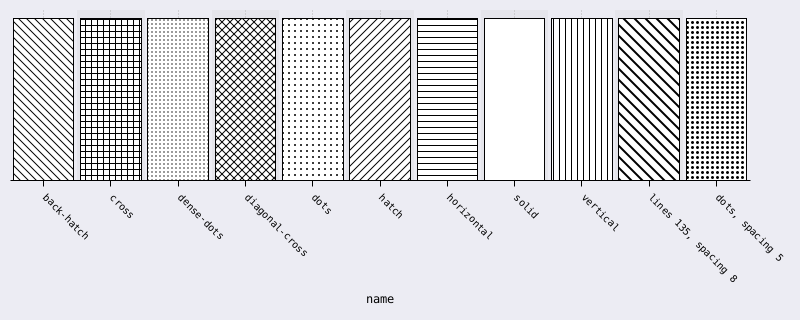 back-hatch
cross
dense-dots
diagonal-cross
dots
hatch
horizontal
solid
vertical
lines 135, spacing 8
dots, spacing 5
name